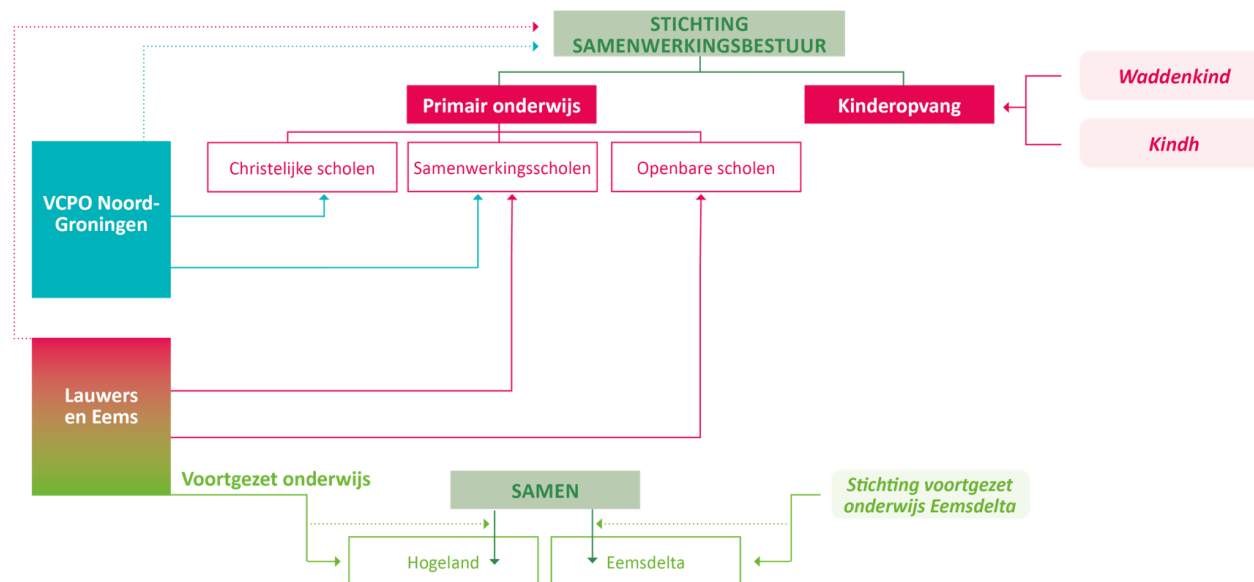 STICHTING
SAMENWERKINGSBESTUUR
Waddenkind
Primair onderwijs
Kinderopvang
Kindh
Christelijke scholen
Samenwerkingsscholen
Openbare scholen
VCPO Noord-
Groningen
Lauwers
en Eems
Voortgezet onderwijs
SAMEN
Stichting voortgezet
onderwijs Eemsdelta
Hogeland
Eemsdelta